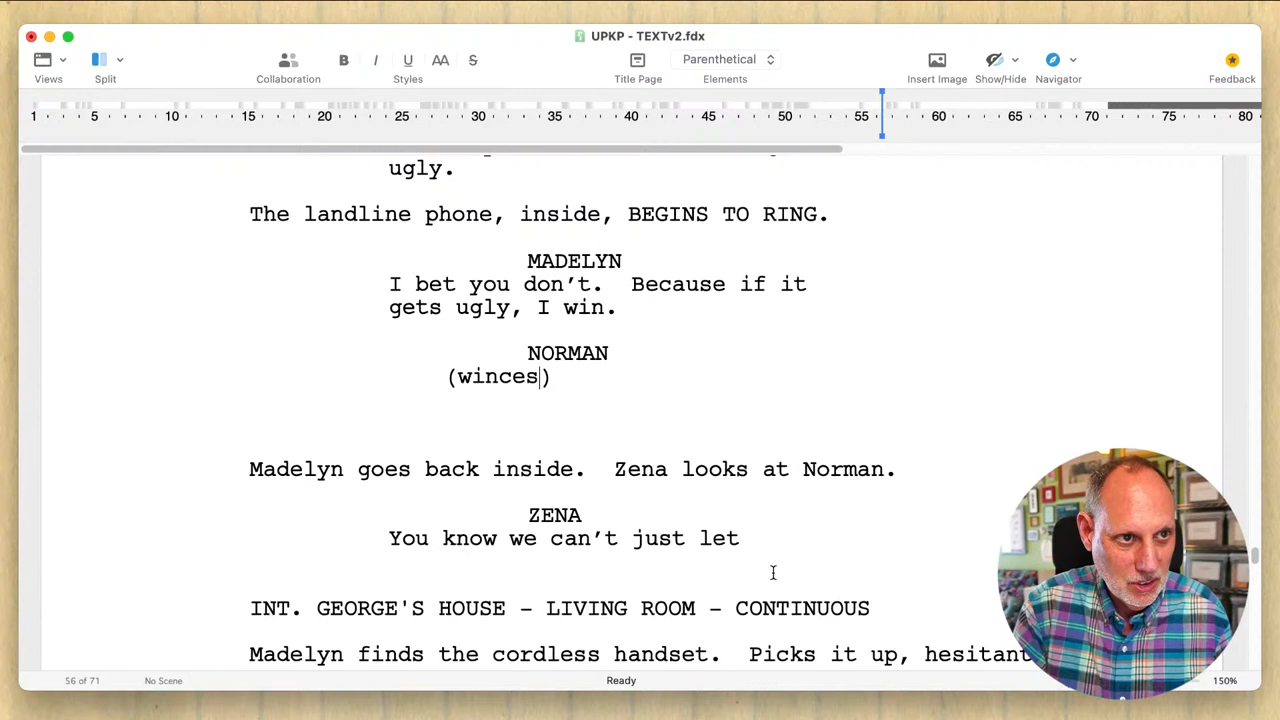 UPKP - TEXTv2.fdx
B I U AA S Parenthetical
Views Split Collaboration Styles Title Page Elements Insert Image Show/Hide Navigator Feedback
1 5 10 15 20 25 30 35 40 45 50 55 60 65 70 75 80
ugly.
The landline phone, inside, BEGINS TO RING.
MADELYN
I bet you don’t. Because if it
gets ugly, I win.
NORMAN
(winces)
Madelyn goes back inside. Zena looks at Norman.
ZENA
You know we can’t just let
INT. GEORGE'S HOUSE – LIVING ROOM – CONTINUOUS
Madelyn finds the cordless handset. Picks it up, hesitant
56 of 71 No Scene Ready 150%